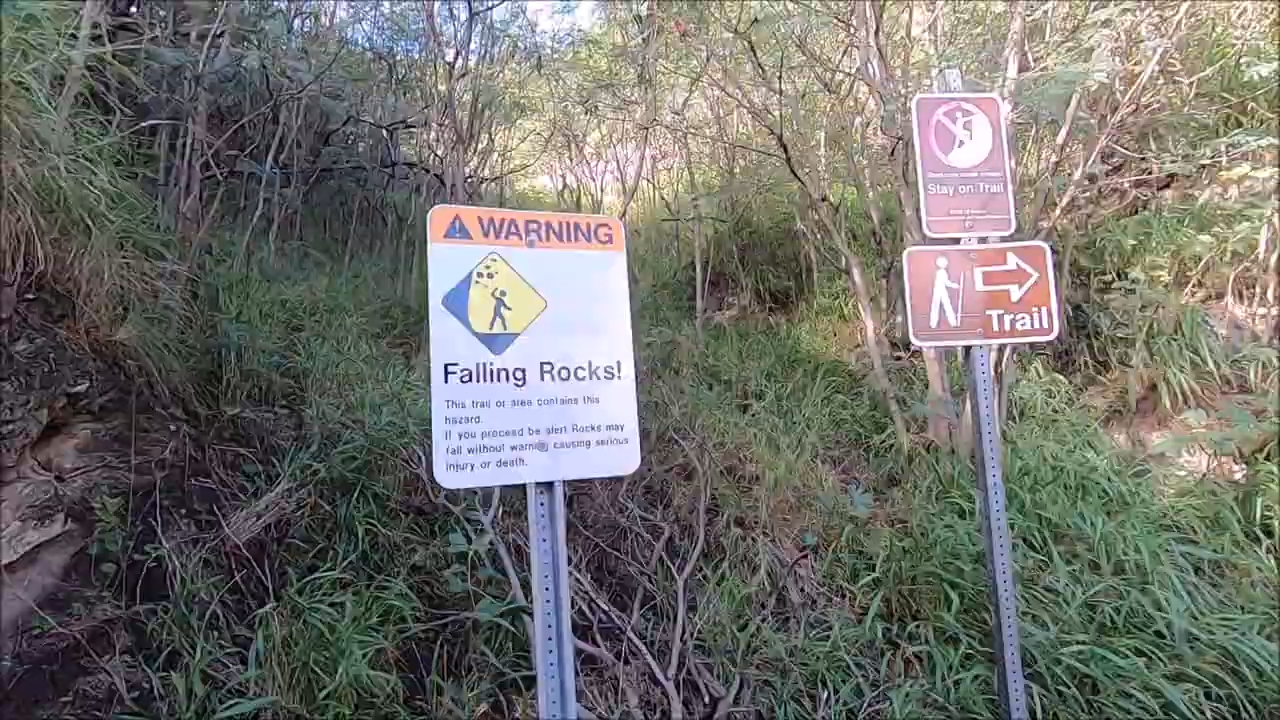 WARNING
Falling Rocks!
This trail or area contains this
hazard.
If you proceed be alert Rocks may
fall without warning causing serious
injury or death.
Stay on Trail
Trail